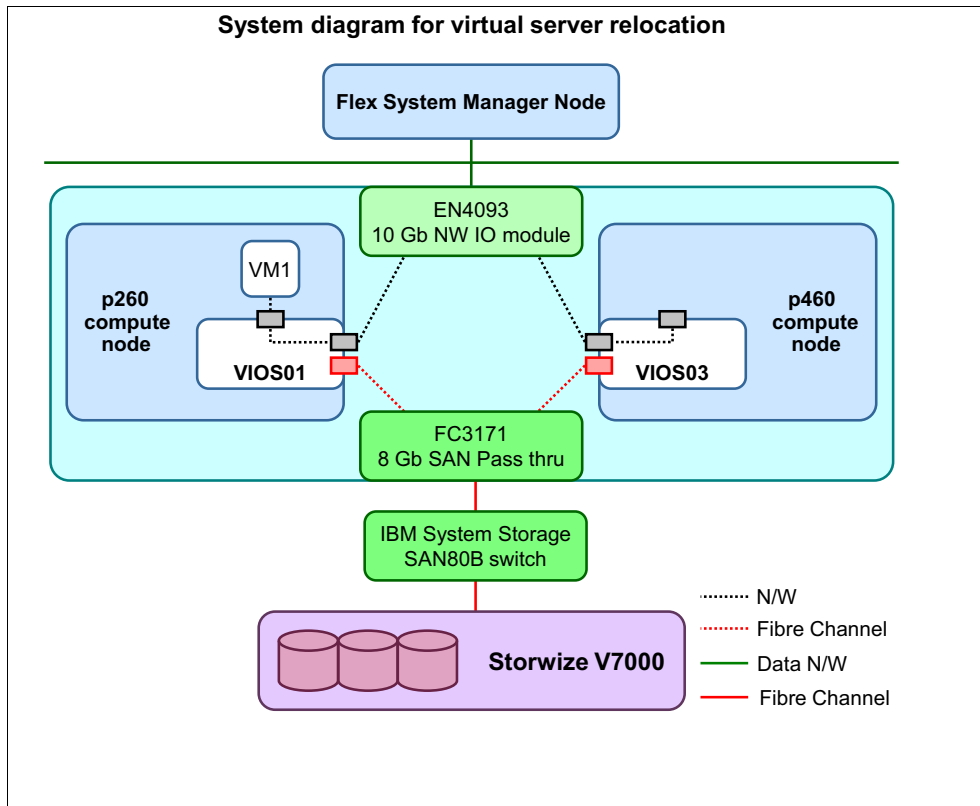 System diagram for virtual server relocation
Flex System Manager Node
EN4093
10 Gb NW IO module
VM1
p260
compute
node
VIOS01
p460
compute
node
VIOS03
FC3171
8 Gb SAN Pass thru
IBM System Storage
SAN80B switch
Storwize V7000
N/W
Fibre Channel
Data N/W
Fibre Channel